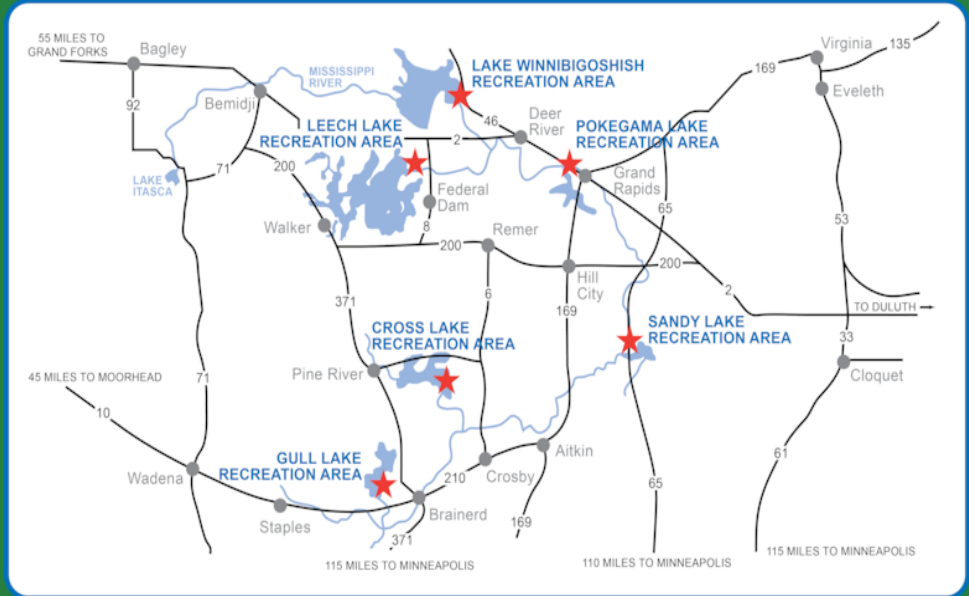 55 MILES TO
GRAND FORKS
Bagley
Virginia
135
169
LAKE WINNIBIGOSHISH
RECREATION AREA
MISSISSIPPI
RIVER
Eveleth
92
Bemidji
46
Deer
River
LEECH LAKE
RECREATION AREA
2
POKEGAMA LAKE
RECREATION AREA
71
200
LAKE
ITASCA
Grand
Rapids
Federal
Dam
65
53
Walker
8
Remer
200
200
Hill
City
2
6
371
169
TO DULUTH
CROSS LAKE
RECREATION AREA
SANDY LAKE
RECREATION AREA
33
Pine River
Cloquet
45 MILES TO MOORHEAD
71
10
GULL LAKE
RECREATION AREA
Aitkin
61
Wadena
210
Crosby
65
Staples
Brainerd
169
371
115 MILES TO MINNEAPOLIS
110 MILES TO MINNEAPOLIS
115 MILES TO MINNEAPOLIS